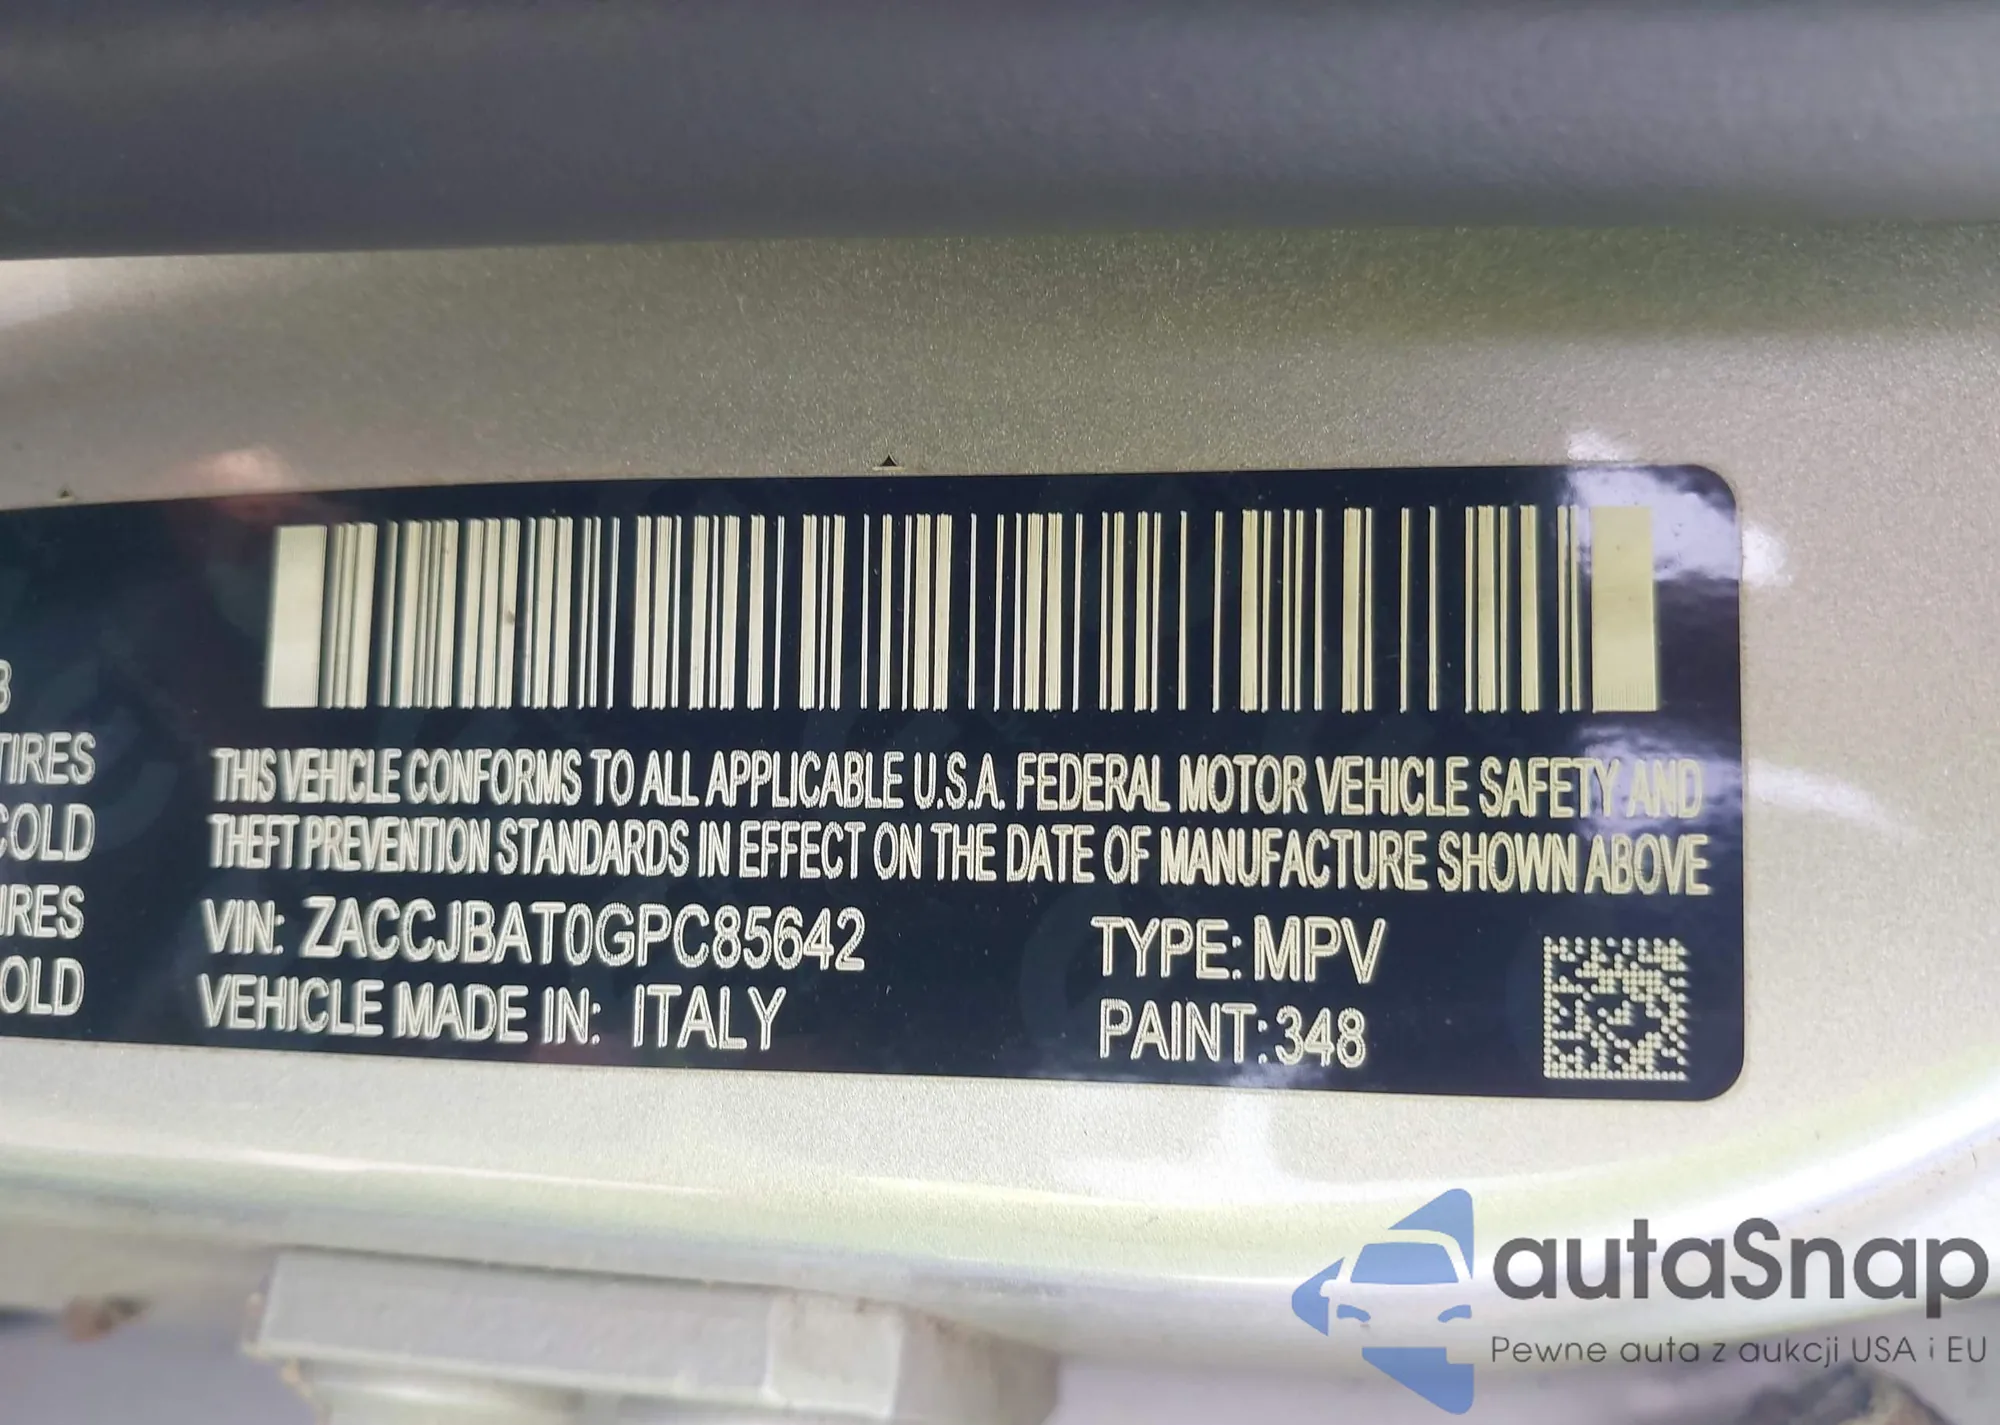 3
TIRES
COLD
IRES
OLD
THIS VEHICLE CONFORMS TO ALL APPLICABLE U.S.A. FEDERAL MOTOR VEHICLE SAFETY AND
THEFT PREVENTION STANDARDS IN EFFECT ON THE DATE OF MANUFACTURE SHOWN ABOVE
VIN: ZACCJBAT0GPC85642
TYPE: MPV
VEHICLE MADE IN: ITALY
PAINT: 348
autaSnap
Pewne auta z aukcji USA i EU